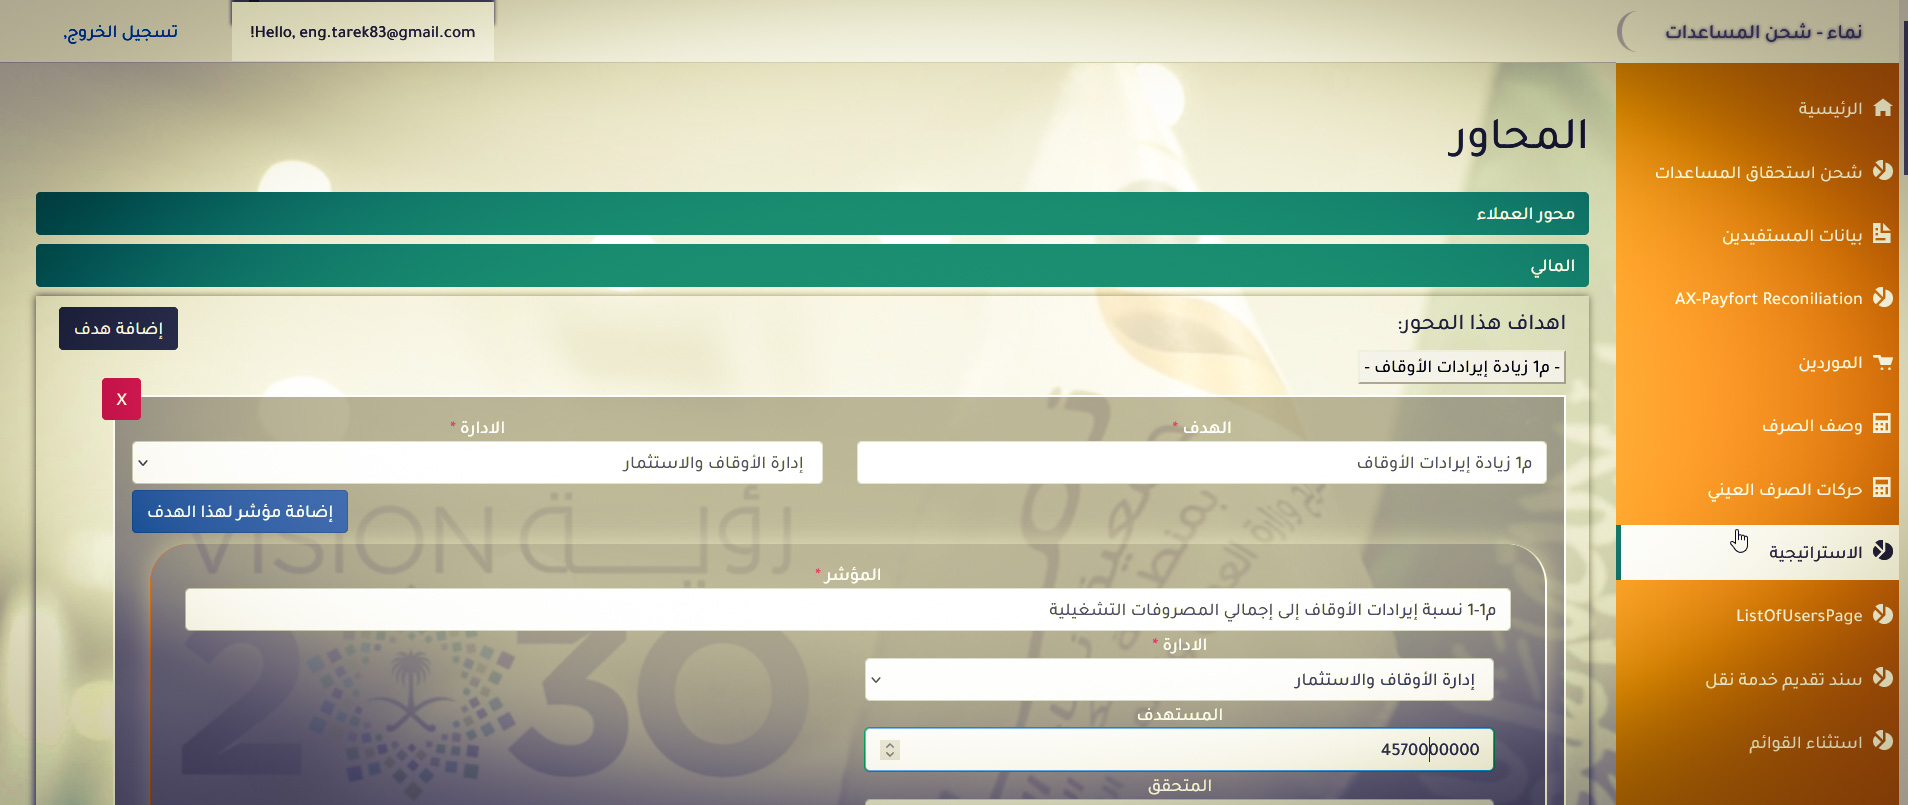 نماء - شحن المساعدات
Hello, eng.tarek83@gmail.com!
تسجيل الخروج,
الرئيسية
شحن استحقاق المساعدات
بيانات المستفيدين
AX-Payfort Reconiliation
الموردين
وصف الصرف
حركات الصرف العيني
الاستراتيجية
ListOfUsersPage
سند تقديم خدمة نقل
استثناء القوائم
المحاور
محور العملاء
المالي
اهداف هذا المحور:
إضافة هدف
- م1 زيادة إيرادات الأوقاف -
X
الهدف *
الادارة *
م1 زيادة إيرادات الأوقاف
إدارة الأوقاف والاستثمار
إضافة مؤشر لهذا الهدف
رؤية VISION
2030
المؤشر *
م1-1 نسبة إيرادات الأوقاف إلى إجمالي المصروفات التشغيلية
الادارة *
إدارة الأوقاف والاستثمار
المستهدف
4570000000
المتحقق